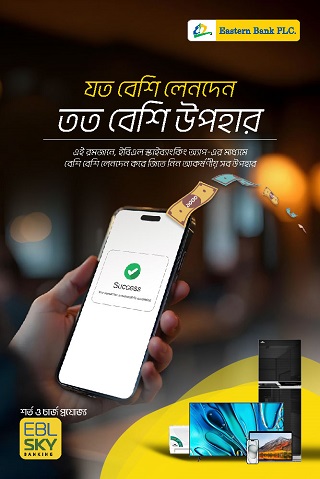 Eastern Bank PLC.
যত বেশি লেনদেন
তত বেশি উপহার
এই রমজানে, ইবিএল স্কাইব্যাংকিং অ্যাপ-এর মাধ্যমে
বেশি বেশি লেনদেন করে জিতে নিন আকর্ষণীয় সব উপহার
Success
শর্ত ও চার্জ প্রযোজ্য
EBL
SKY
BANKING